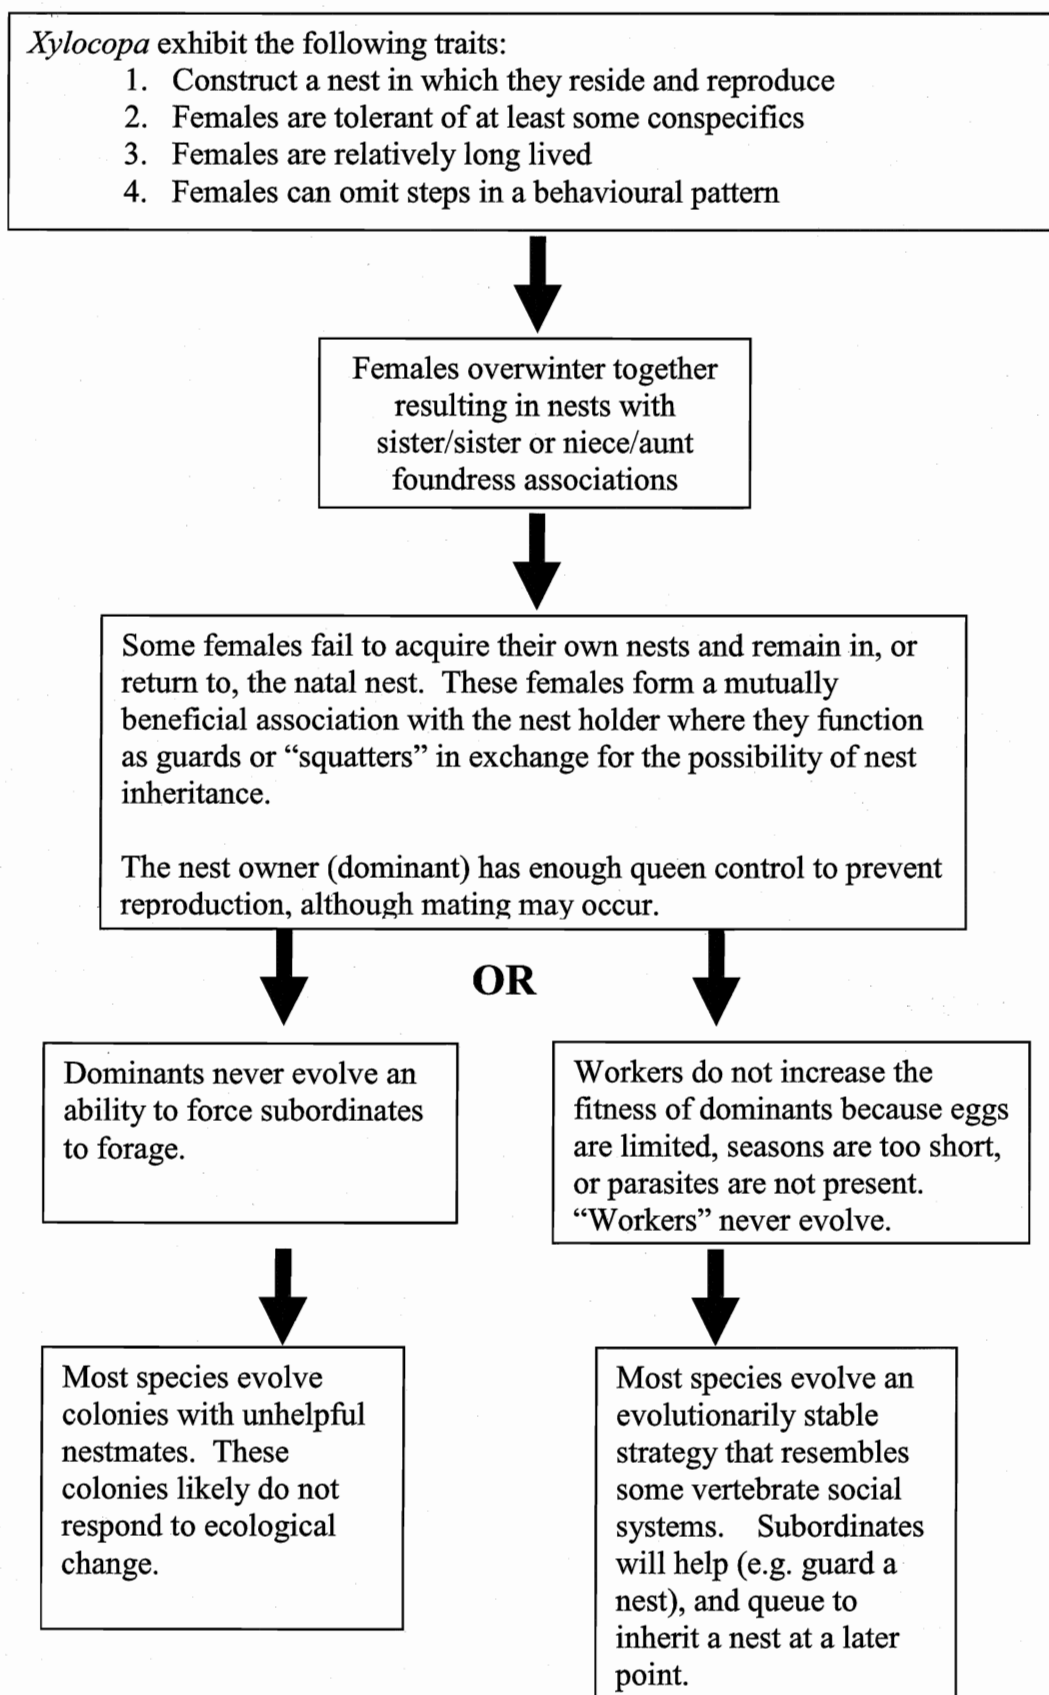 Xylocopa exhibit the following traits:
1. Construct a nest in which they reside and reproduce
2. Females are tolerant of at least some conspecifics
3. Females are relatively long lived
4. Females can omit steps in a behavioural pattern
Females overwinter together
resulting in nests with
sister/sister or niece/aunt
foundress associations
Some females fail to acquire their own nests and remain in, or
return to, the natal nest. These females form a mutually
beneficial association with the nest holder where they function
as guards or “squatters” in exchange for the possibility of nest
inheritance.
The nest owner (dominant) has enough queen control to prevent
reproduction, although mating may occur.
OR
Dominants never evolve an
ability to force subordinates
to forage.
Workers do not increase the
fitness of dominants because eggs
are limited, seasons are too short,
or parasites are not present.
“Workers” never evolve.
Most species evolve
colonies with unhelpful
nestmates. These
colonies likely do not
respond to ecological
change.
Most species evolve an
evolutionarily stable
strategy that resembles
some vertebrate social
systems. Subordinates
will help (e.g. guard a
nest), and queue to
inherit a nest at a later
point.